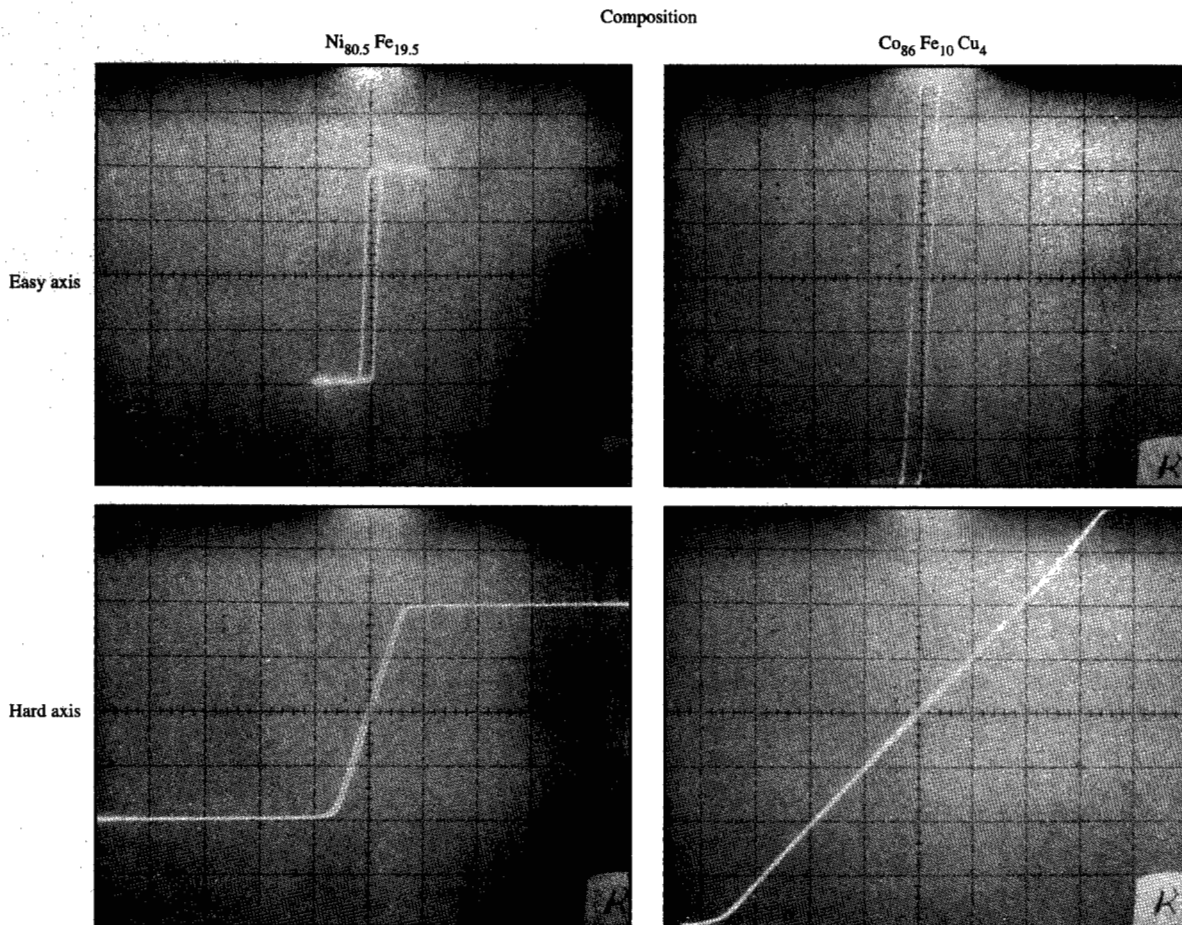 Composition
Ni80.5 Fe19.5
Co86 Fe10 Cu4
Easy axis
Hard axis
K
K
K